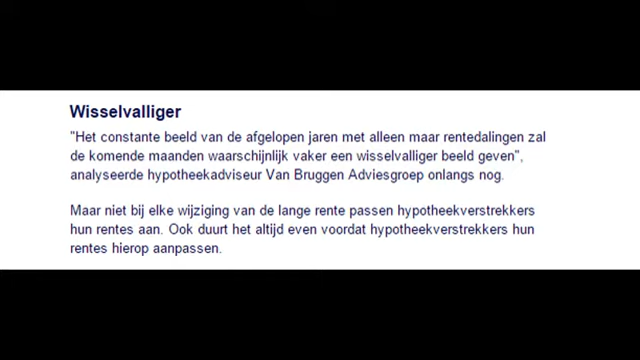 Wisselvalliger
"Het constante beeld van de afgelopen jaren met alleen maar rentedalingen zal
de komende maanden waarschijnlijk vaker een wisselvalliger beeld geven",
analyseerde hypotheekadviseur Van Bruggen Adviesgroep onlangs nog.
Maar niet bij elke wijziging van de lange rente passen hypotheekverstrekkers
hun rentes aan. Ook duurt het altijd even voordat hypotheekverstrekkers hun
rentes hierop aanpassen.